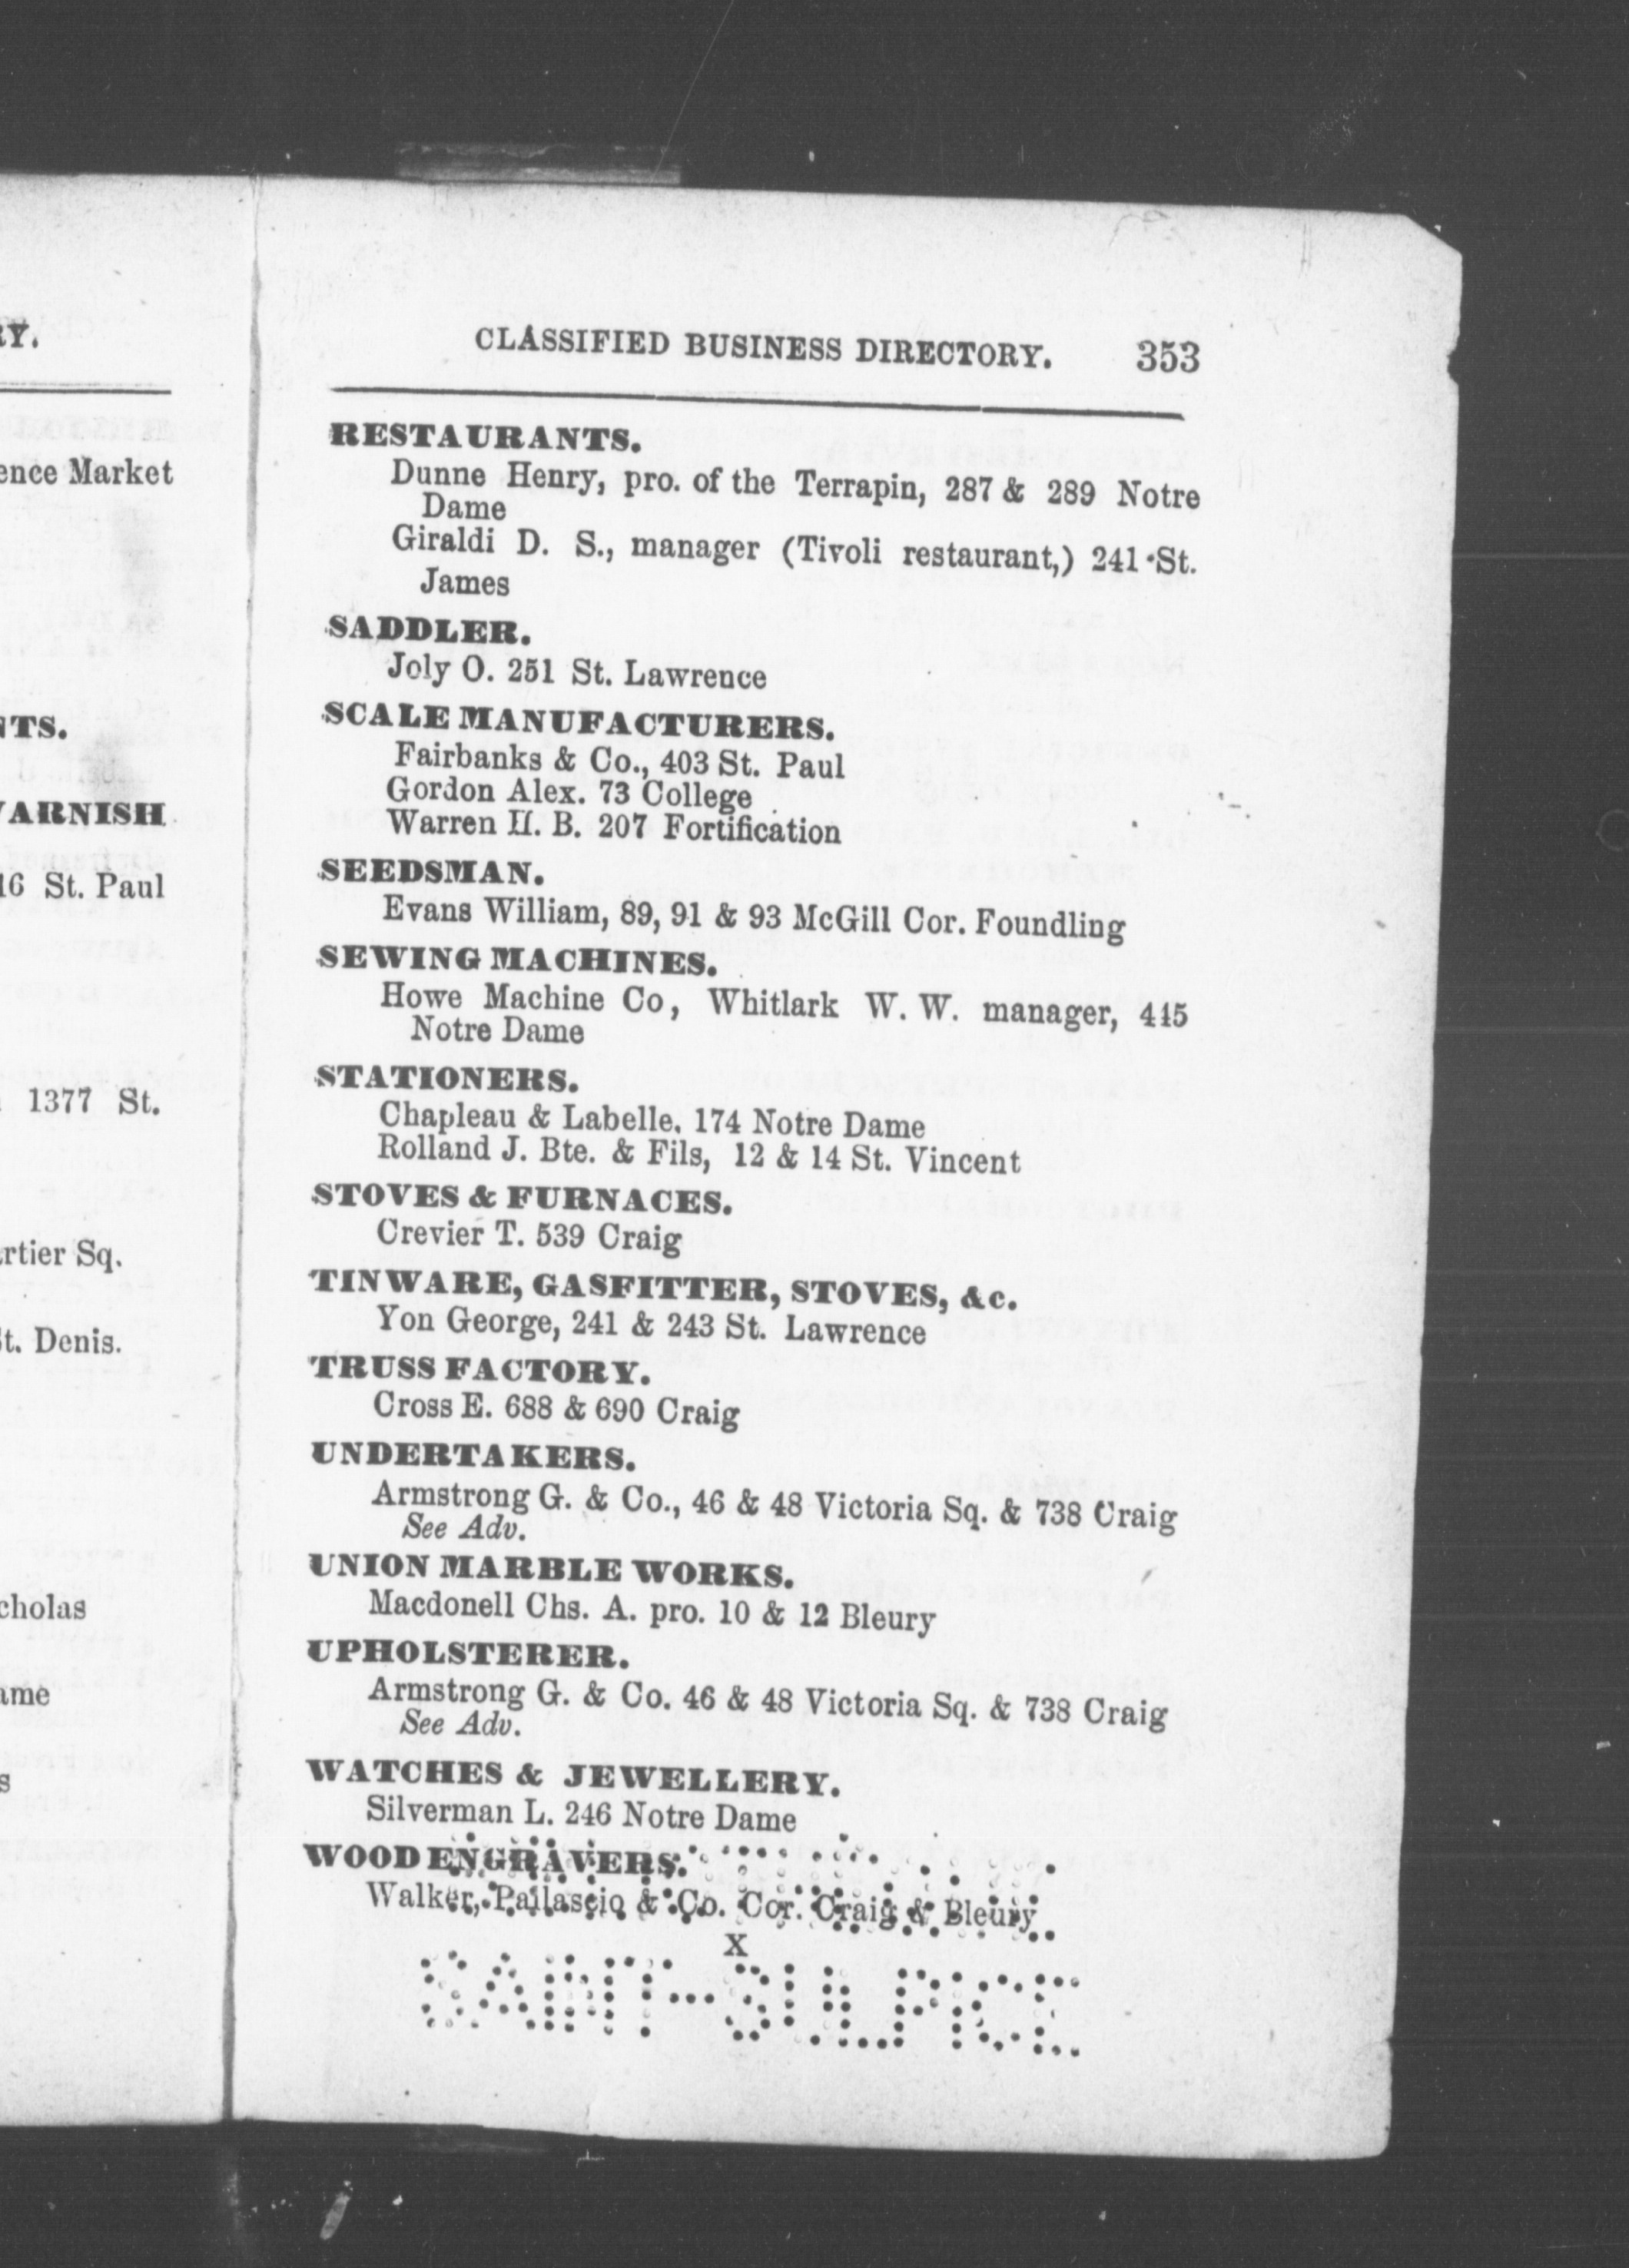 RY.
ence Market
NTS.
VARNISH
16 St. Paul
1377 St.
rtier Sq.
St. Denis.
cholas
ame
s
CLASSIFIED BUSINESS DIRECTORY. 353
RESTAURANTS.
Dunne Henry, pro. of the Terrapin, 287 & 289 Notre
Dame
Giraldi D. S., manager (Tivoli restaurant,) 241 St.
James
SADDLER.
Joly O. 251 St. Lawrence
SCALE MANUFACTURERS.
Fairbanks & Co., 403 St. Paul
Gordon Alex. 73 College
Warren H. B. 207 Fortification
SEEDSMAN.
Evans William, 89, 91 & 93 McGill Cor. Foundling
SEWING MACHINES.
Howe Machine Co, Whitlark W. W. manager, 445
Notre Dame
STATIONERS.
Chapleau & Labelle, 174 Notre Dame
Rolland J. Bte. & Fils, 12 & 14 St. Vincent
STOVES & FURNACES.
Crevier T. 539 Craig
TINWARE, GASFITTER, STOVES, &c.
Yon George, 241 & 243 St. Lawrence
TRUSS FACTORY.
Cross E. 688 & 690 Craig
UNDERTAKERS.
Armstrong G. & Co., 46 & 48 Victoria Sq. & 738 Craig
See Adv.
UNION MARBLE WORKS.
Macdonell Chs. A. pro. 10 & 12 Bleury
UPHOLSTERER.
Armstrong G. & Co. 46 & 48 Victoria Sq. & 738 Craig
See Adv.
WATCHES & JEWELLERY.
Silverman L. 246 Notre Dame
WOOD ENGRAVERS.
Walker, Pallascio & Co. Cor. Craig & Bleury
X
SAINT-SULPICE